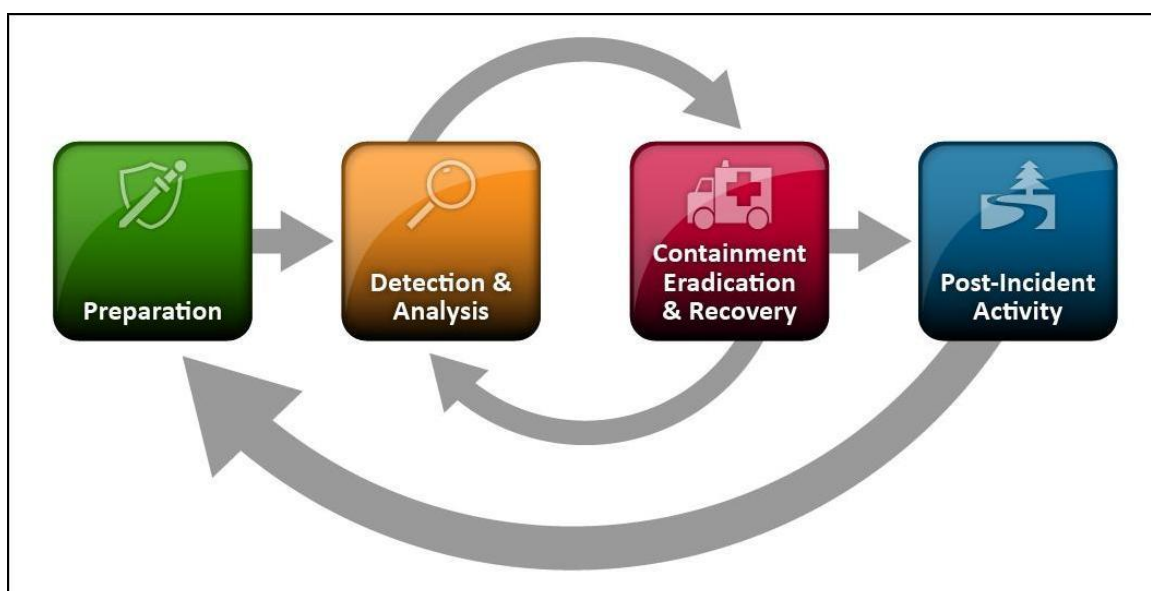 Preparation
Detection &
Analysis
Containment
Eradication
& Recovery
Post-Incident
Activity